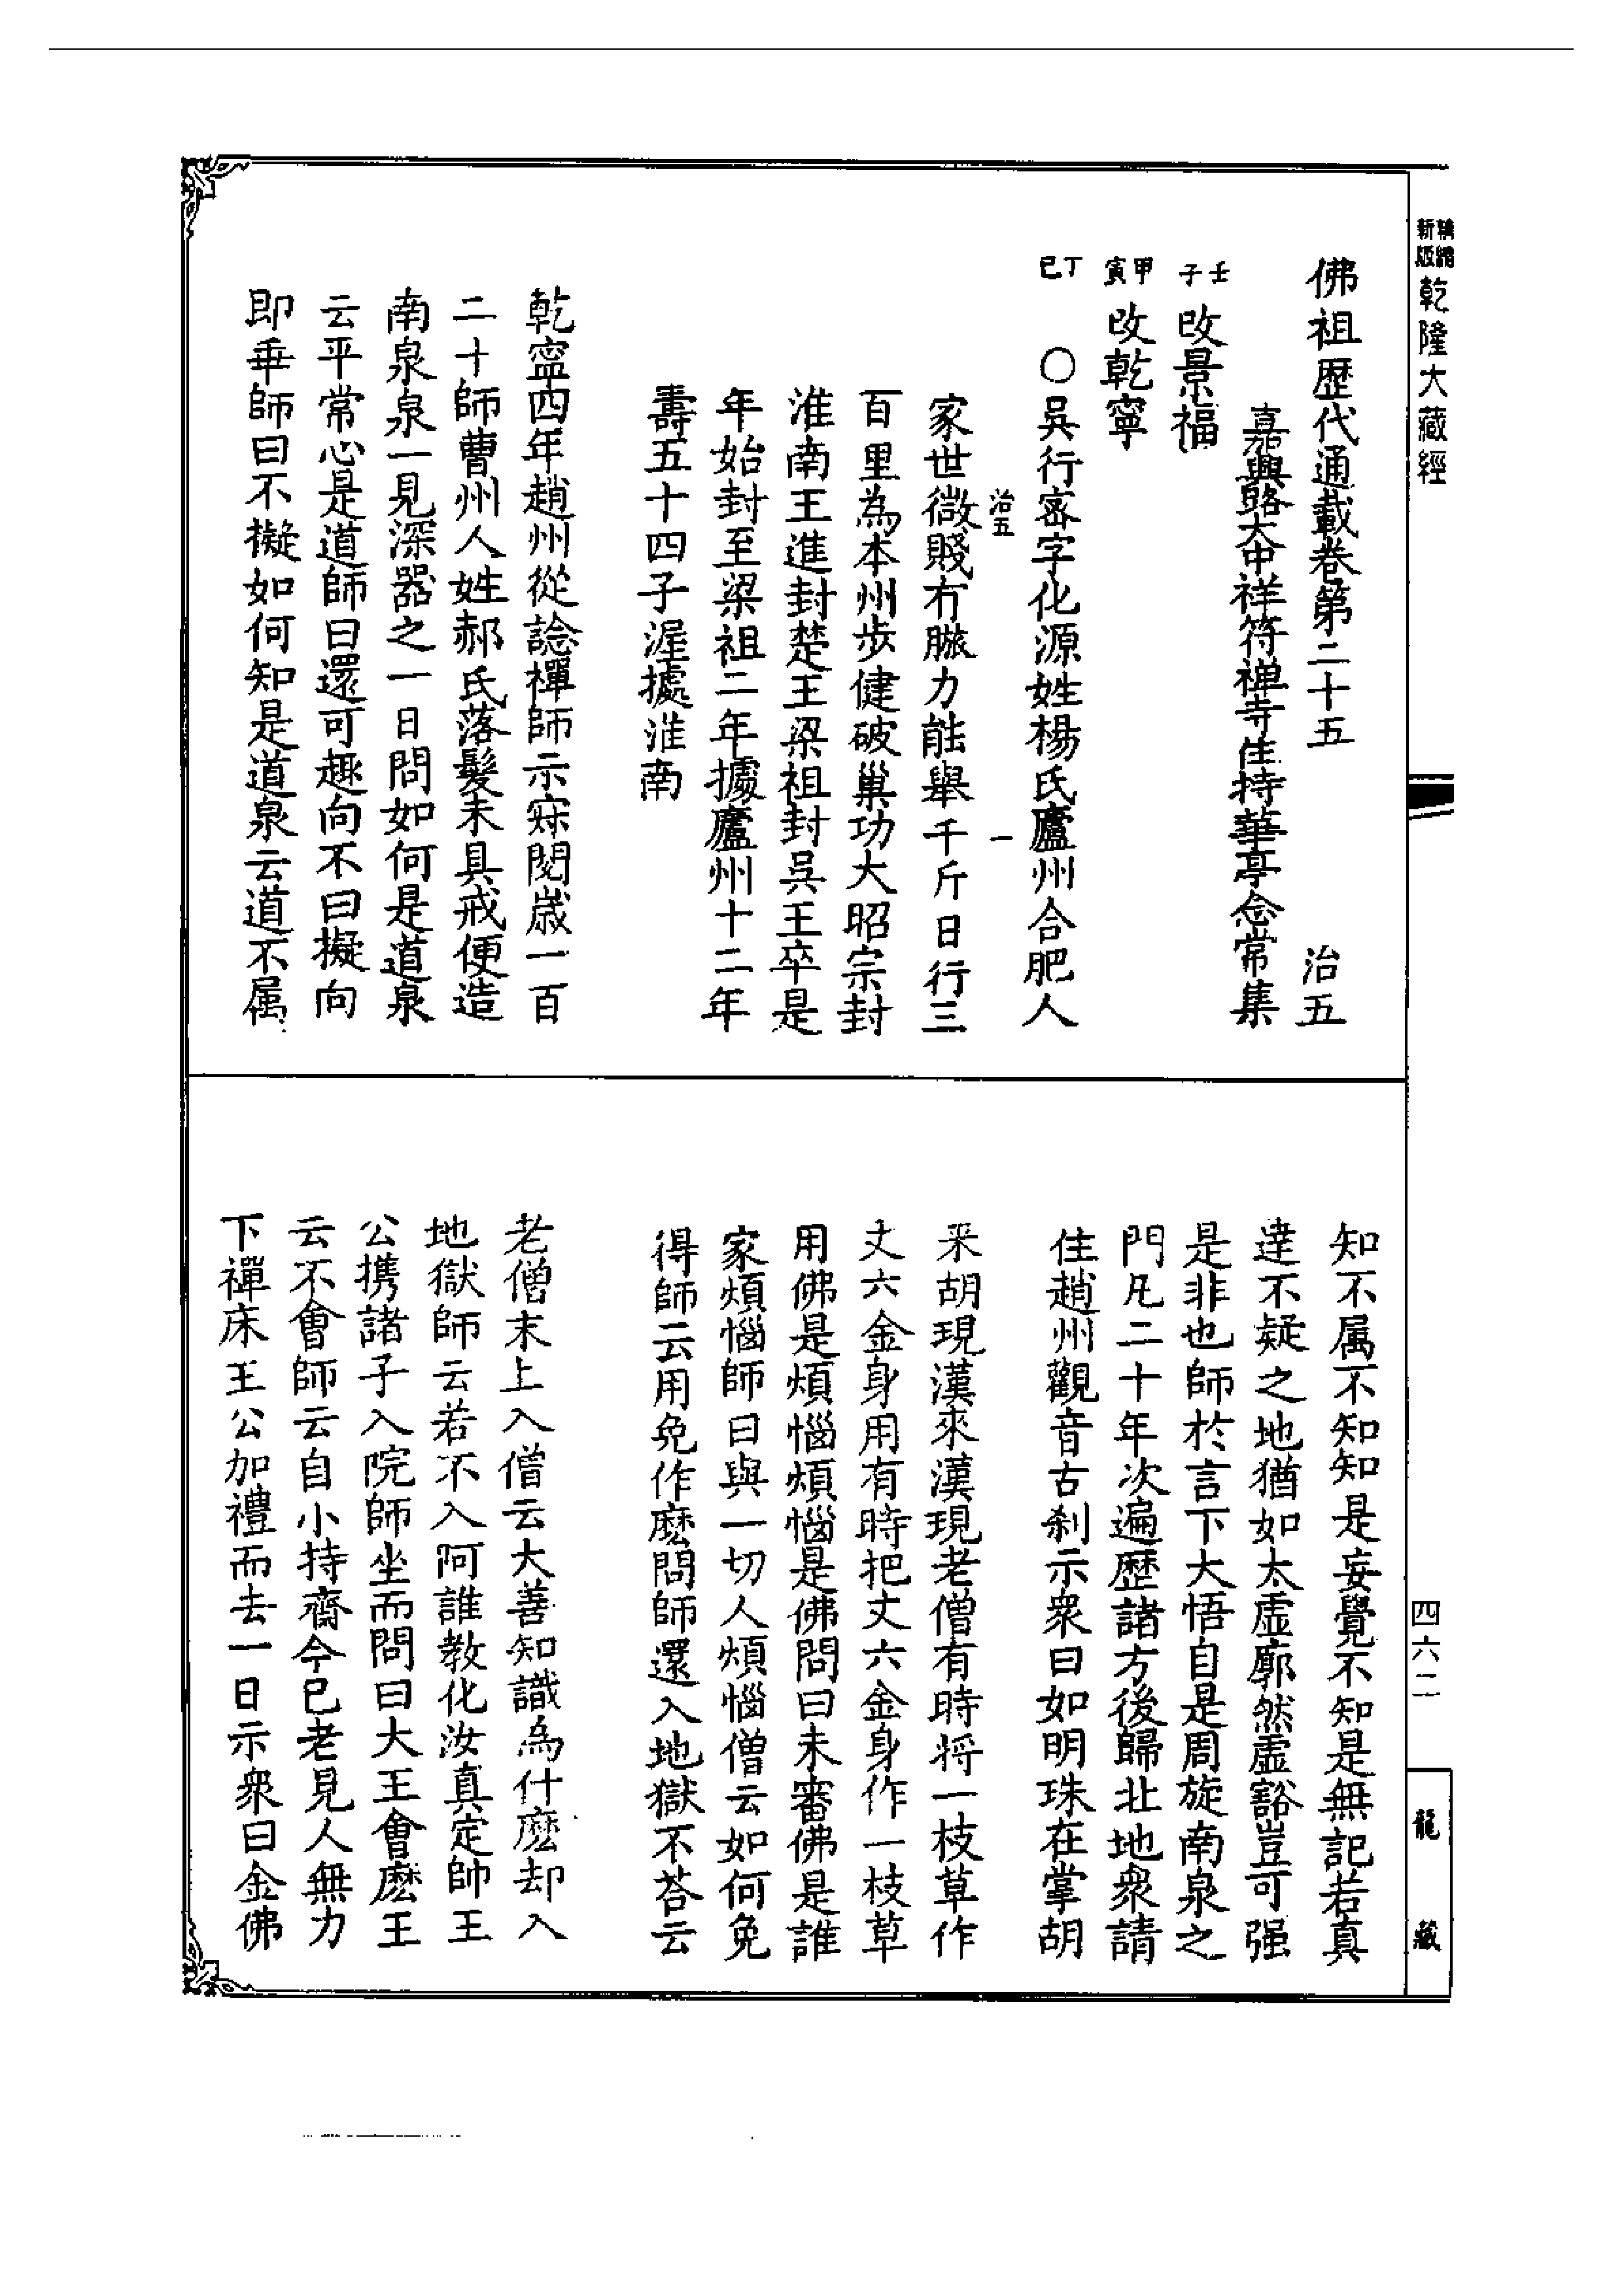 精編新版乾隆大藏經
佛祖歷代通載卷第二十五 治五
嘉興路大中祥符禅寺住持華亭念常集
壬子改景福
甲寅改乾寧
丁巳〇吳行密字化源姓楊氏廬州合肥人
治五 一
家世微賤有膂力能舉千斤日行三
百里為本州步健破巢功大昭宗封
淮南王進封楚王梁祖封吳王卒是
年始封至梁祖二年據廬州十二年
壽五十四子渥據淮南
乾寧四年趙州從諗禪師示寂閱歲一百
二十師曹州人姓郝氏落髮未具戒便造
南泉泉一見深器之一日問如何是道泉
云平常心是道師曰還可趣向不曰擬向
即乖師曰不擬如何知是道泉云道不属
知不属不知知是妄覺不知是無記若真
達不疑之地猶如太虚廓然虚豁豈可强
是非也師於言下大悟自是周旋南泉之
門凡二十年次遍歷諸方後歸北地衆請
住趙州觀音古刹示衆曰如明珠在掌胡
来胡現漢來漢現老僧有時将一枝草作
丈六金身用有時把丈六金身作一枝草
用佛是煩惱煩惱是佛問曰未審佛是誰
家煩惱師曰與一切人煩惱僧云如何免
得師云用免作麽問師還入地獄不荅云
老僧末上入僧云大善知識為什麽却入
地獄師云若不入阿誰教化汝真定帥王
公携諸子入院師坐而問曰大王會麽王
云不會師云自小持齋今已老見人無力
下禪床王公加禮而去一日示衆曰金佛
四六二
龍藏